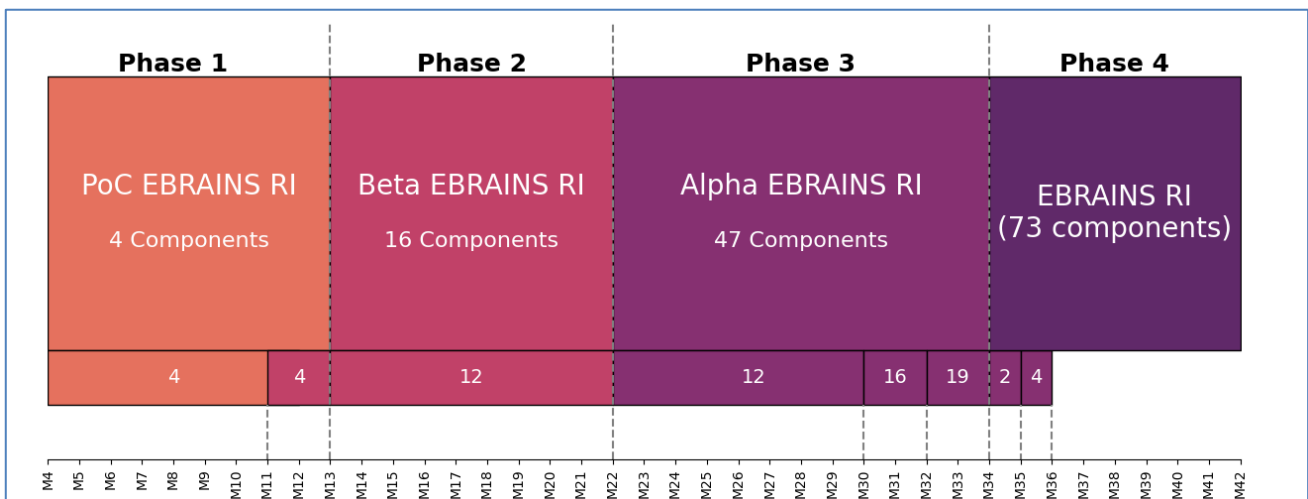 Phase 1 Phase 2 Phase 3 Phase 4
PoC EBRAINS RI Beta EBRAINS RI Alpha EBRAINS RI EBRAINS RI
4 Components 16 Components 47 Components (73 components)
4 4 12 12 16 19 2 4
M4 M5 M6 M7 M8 M9 M10 M11 M12 M13 M14 M15 M16 M17 M18 M19 M20 M21 M22 M23 M24 M25 M26 M27 M28 M29 M30 M31 M32 M33 M34 M35 M36 M37 M38 M39 M40 M41 M42